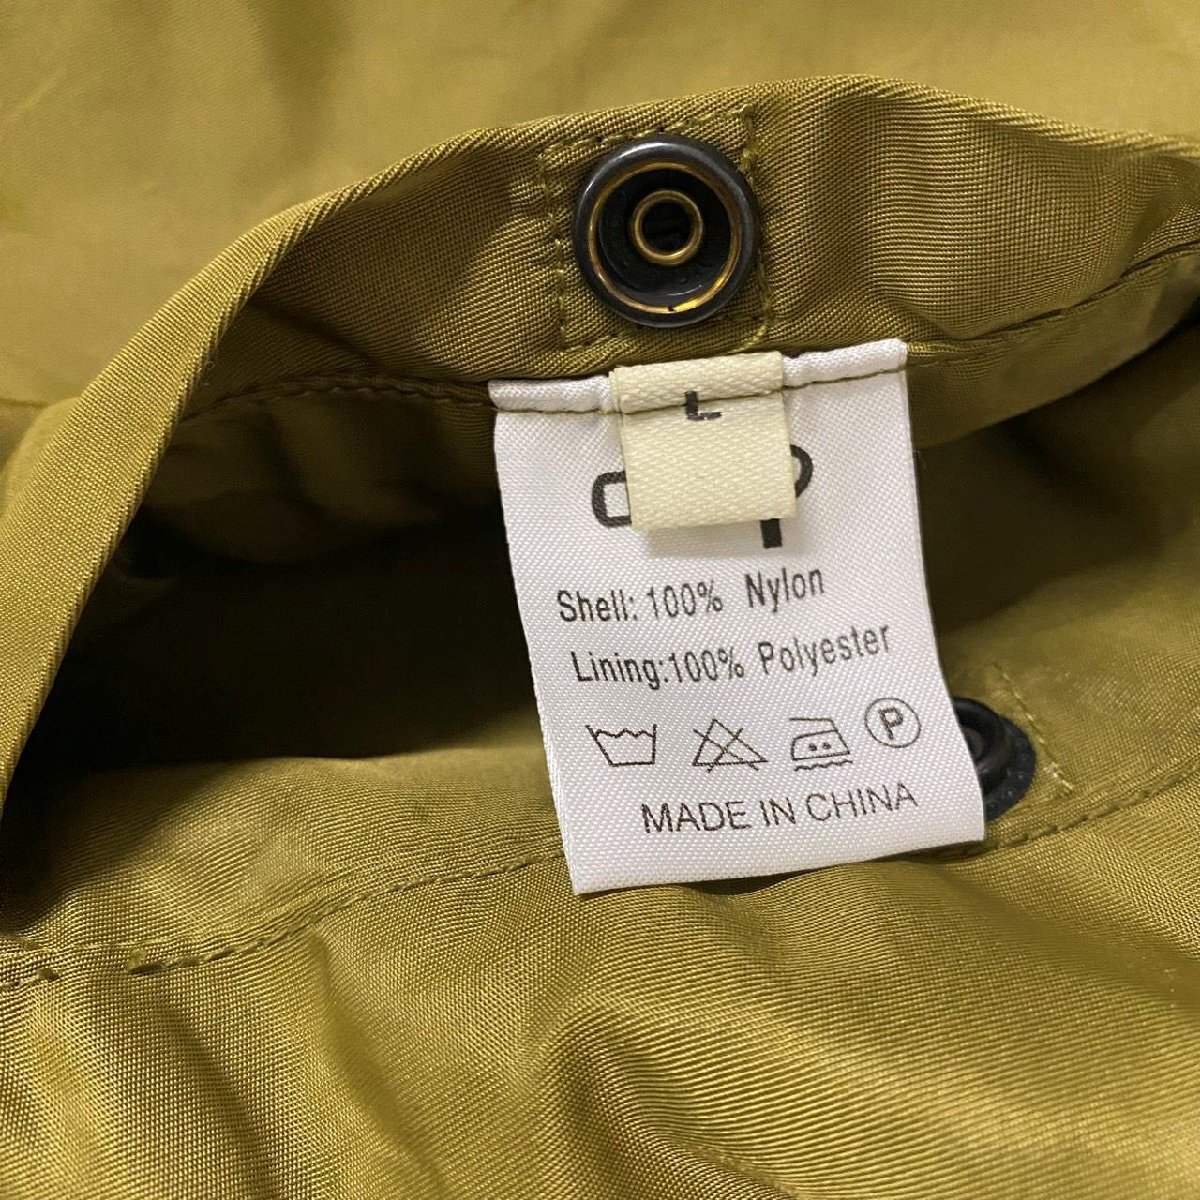 L
Shell: 100% Nylon
Lining:100% Polyester
P
MADE IN CHINA